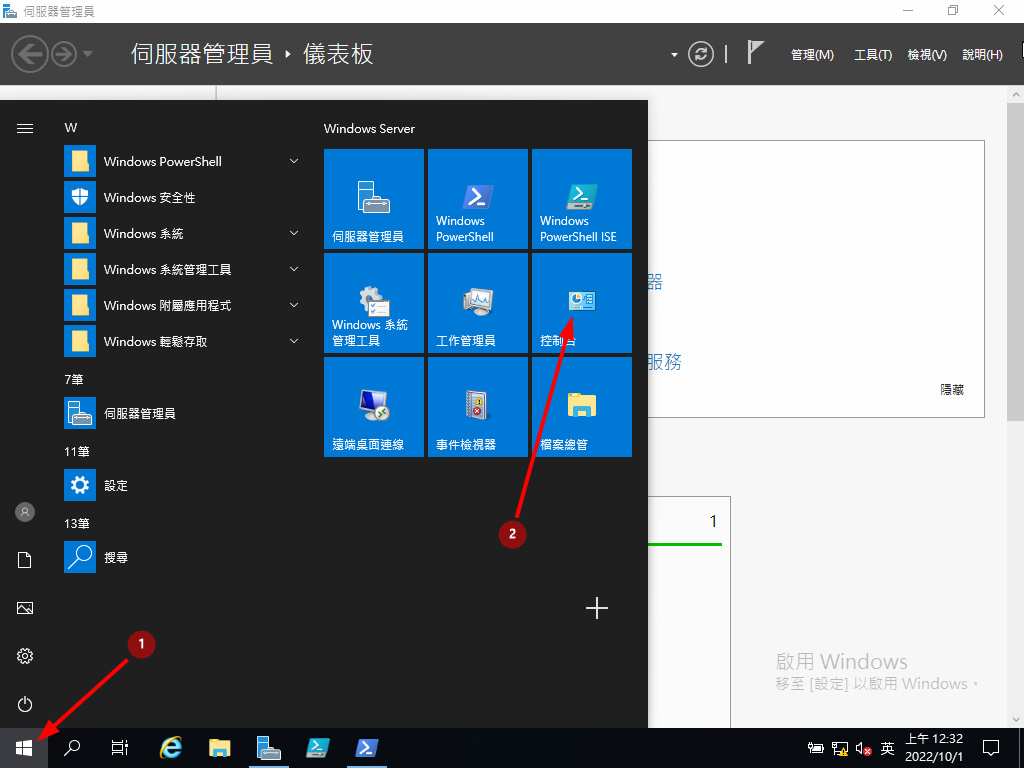 伺服器管理員
伺服器管理員 ‣ 儀表板
管理(M) 工具(T) 檢視(V) 說明(H)
W
Windows PowerShell
Windows 安全性
Windows 系統
Windows 系統管理工具
Windows 附屬應用程式
Windows 輕鬆存取
7筆
伺服器管理員
11筆
設定
13筆
搜尋
Windows Server
伺服器管理員
Windows PowerShell
Windows PowerShell ISE
Windows 系統
管理工具
工作管理員
控制台
遠端桌面連線
事件檢視器
檔案總管
器
服務
隱藏
1
1
2
啟用 Windows
移至 [設定] 以啟用 Windows。
英
上午 12:32
2022/10/1